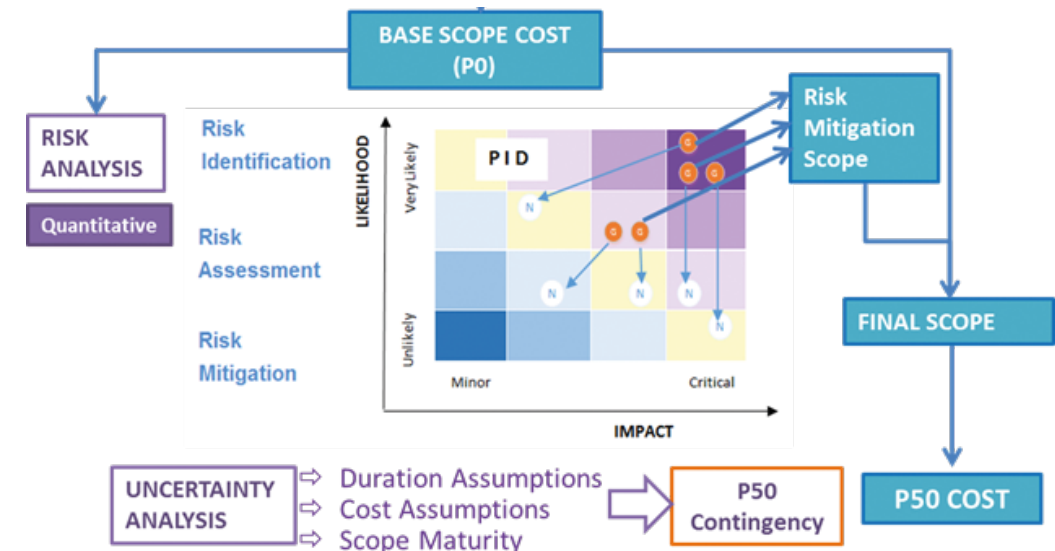 BASE SCOPE COST
(P0)
RISK
ANALYSIS
Quantitative
Risk
Identification
Risk
Assessment
Risk
Mitigation
LIKELIHOOD
Very Likely
Unlikely
PID
G
G
G
N
G
G
N
N
N
N
Minor
Critical
IMPACT
Risk
Mitigation
Scope
FINAL SCOPE
P50 COST
UNCERTAINTY
ANALYSIS
⇨ Duration Assumptions
⇨ Cost Assumptions
⇨ Scope Maturity
P50
Contingency